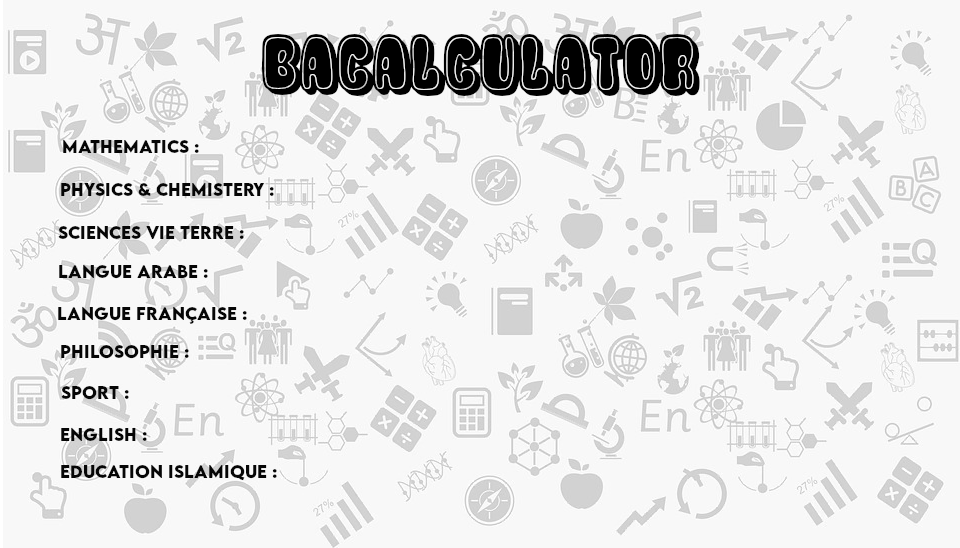 BACALCULATOR
MATHEMATICS :
PHYSICS & CHEMISTERY :
SCIENCES VIE TERRE :
LANGUE ARABE :
LANGUE FRANÇAISE :
PHILOSOPHIE :
SPORT :
ENGLISH :
EDUCATION ISLAMIQUE :